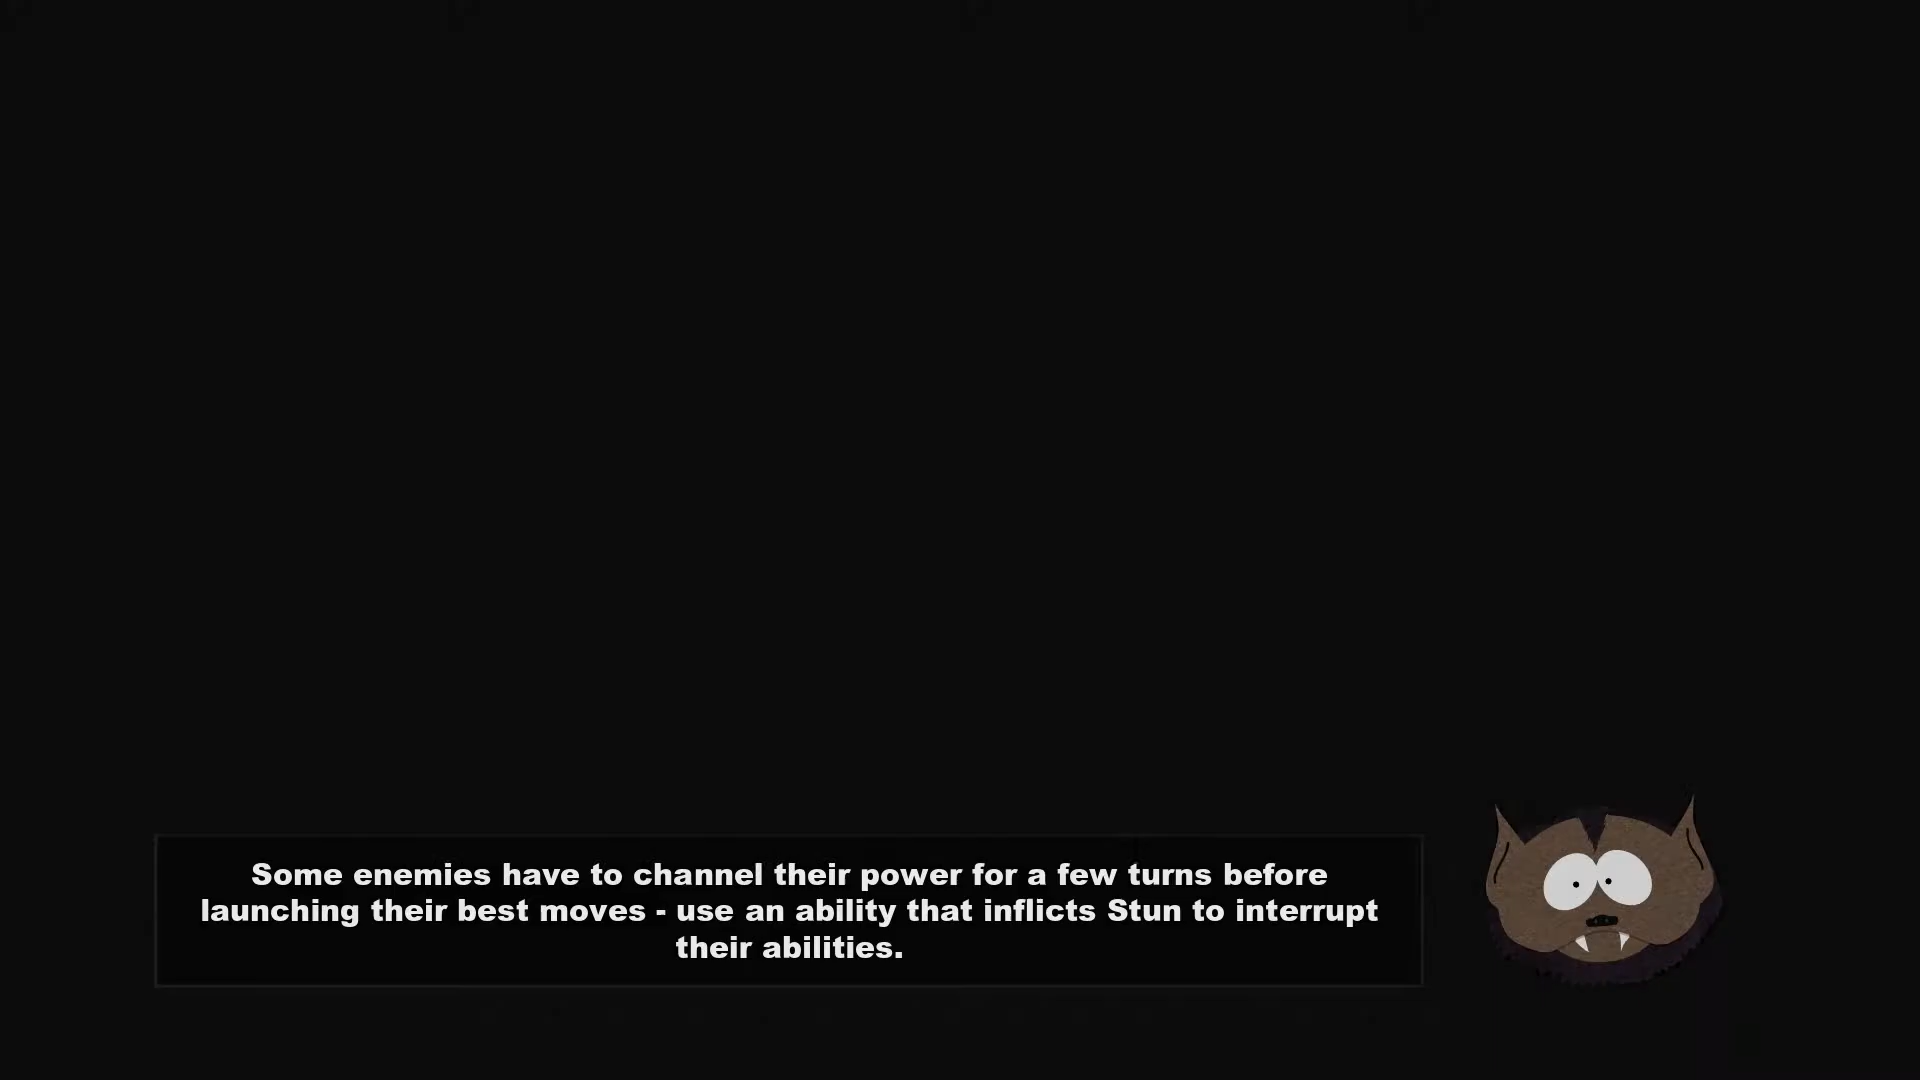 Some enemies have to channel their power for a few turns before
launching their best moves - use an ability that inflicts Stun to interrupt
their abilities.